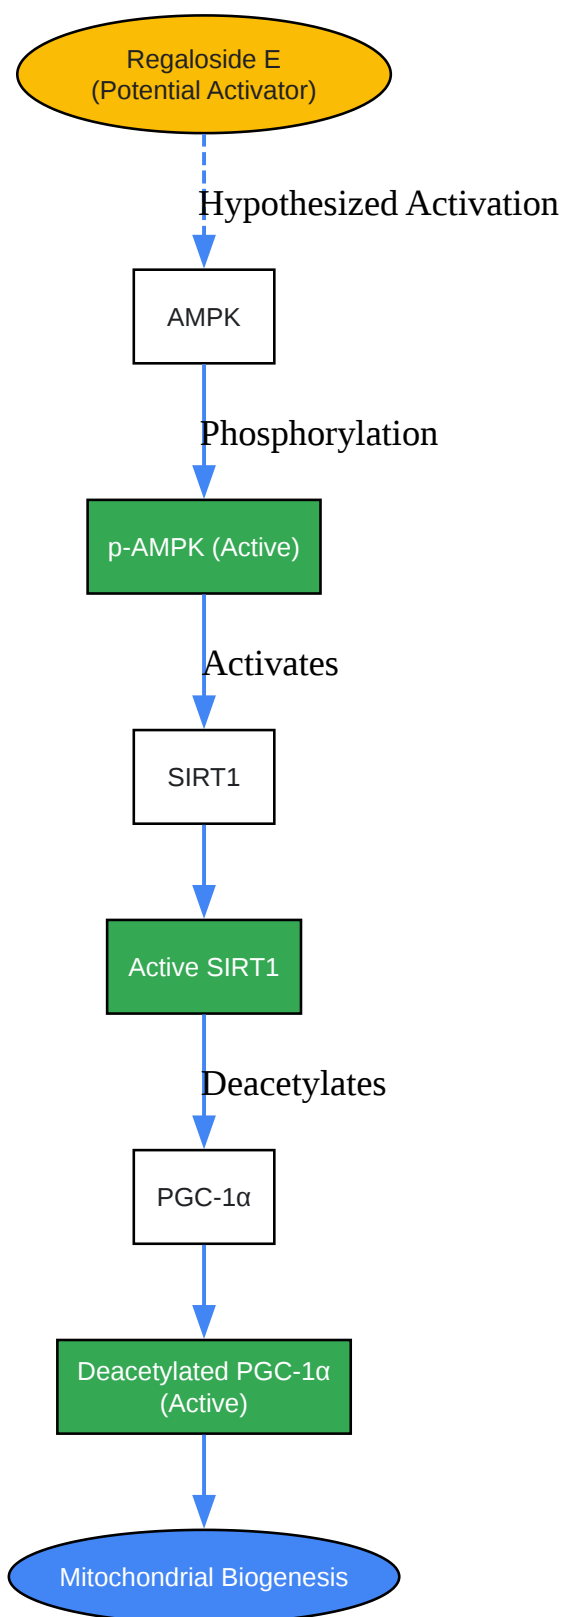 Regaloside E
(Potential Activator)
Hypothesized Activation
AMPK
Phosphorylation
p-AMPK (Active)
Activates
SIRT1
Active SIRT1
Deacetylates
PGC-1α
Deacetylated PGC-1α
(Active)
Mitochondrial Biogenesis